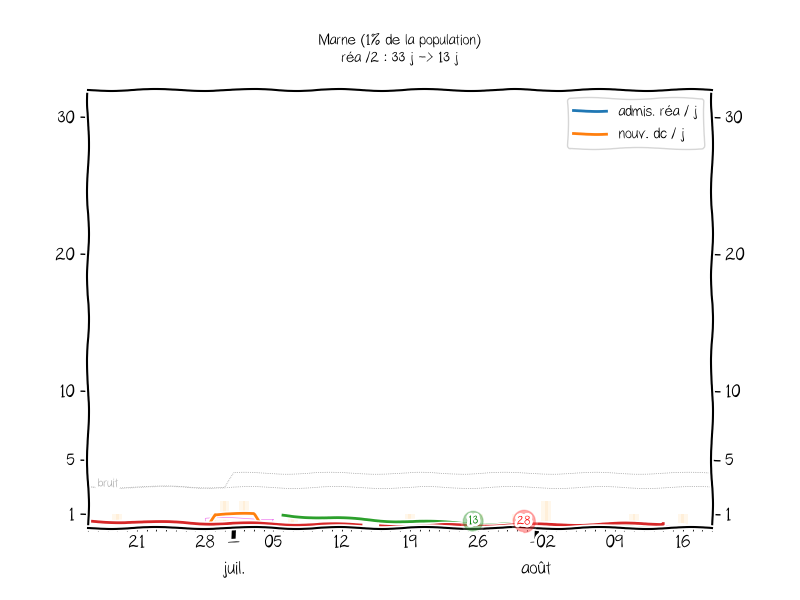 Marne (1% de la population)
réa /2 : 33 j -> 13 j
admis. réa / j
nouv. dc / j
30 30
20 20
10 10
5 5
bruit
1 1
13 28
21 28 05 12 19 26 02 09 16
juil. août